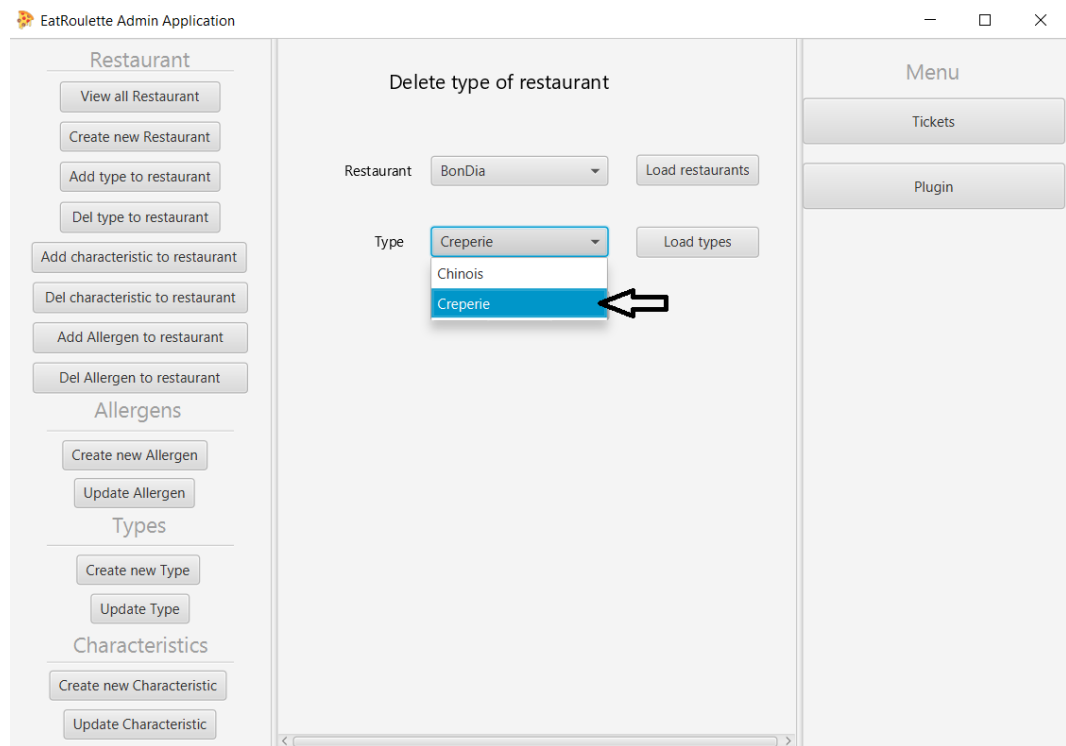 EatRoulette Admin Application
Restaurant
View all Restaurant
Create new Restaurant
Add type to restaurant
Del type to restaurant
Add characteristic to restaurant
Del characteristic to restaurant
Add Allergen to restaurant
Del Allergen to restaurant
Allergens
Create new Allergen
Update Allergen
Types
Create new Type
Update Type
Characteristics
Create new Characteristic
Update Characteristic
Delete type of restaurant
Restaurant BonDia Load restaurants
Type Creperie Load types
Chinois
Creperie
Menu
Tickets
Plugin